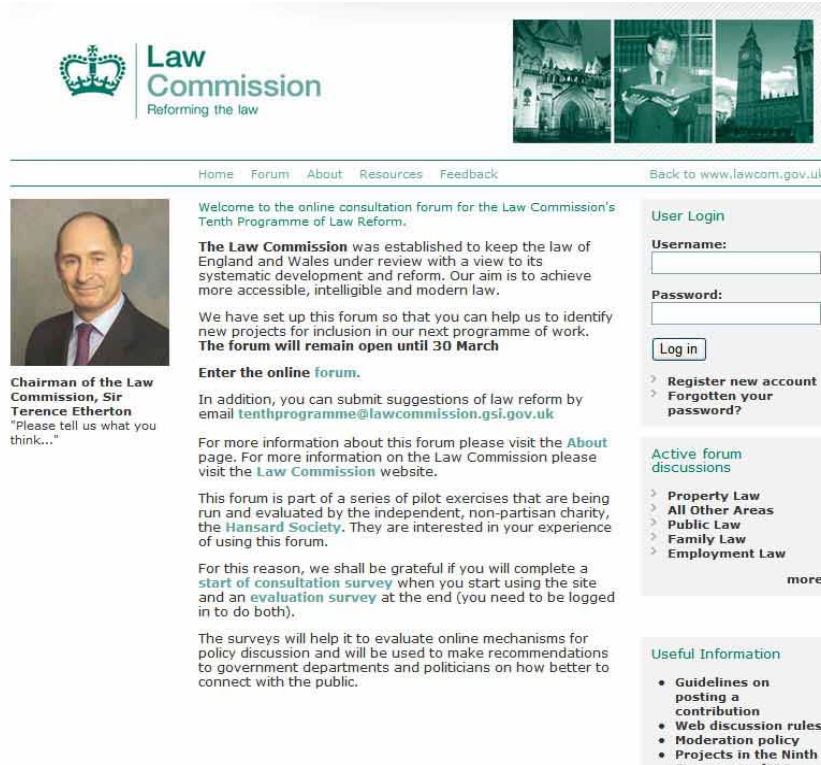 Law
Commission
Reforming the law
Home Forum About Resources Feedback
Back to www.lawcom.gov.uk
Chairman of the Law
Commission, Sir
Terence Etherton
"Please tell us what you
think..."
Welcome to the online consultation forum for the Law Commission's
Tenth Programme of Law Reform.
The Law Commission was established to keep the law of
England and Wales under review with a view to its
systematic development and reform. Our aim is to achieve
more accessible, intelligible and modern law.
We have set up this forum so that you can help us to identify
new projects for inclusion in our next programme of work.
The forum will remain open until 30 March
Enter the online forum.
In addition, you can submit suggestions of law reform by
email tenthprogramme@lawcommission.gsi.gov.uk
For more information about this forum please visit the About
page. For more information on the Law Commission please
visit the Law Commission website.
This forum is part of a series of pilot exercises that are being
run and evaluated by the independent, non-partisan charity,
the Hansard Society. They are interested in your experience
of using this forum.
For this reason, we shall be grateful if you will complete a
start of consultation survey when you start using the site
and an evaluation survey at the end (you need to be logged
in to do both).
The surveys will help it to evaluate online mechanisms for
policy discussion and will be used to make recommendations
to government departments and politicians on how better to
connect with the public.
User Login
Username:
Password:
Log in
Register new account
Forgotten your
password?
Active forum
discussions
Property Law
All Other Areas
Public Law
Family Law
Employment Law
more
Useful Information
Guidelines on
posting a
contribution
Web discussion rules
Moderation policy
Projects in the Ninth